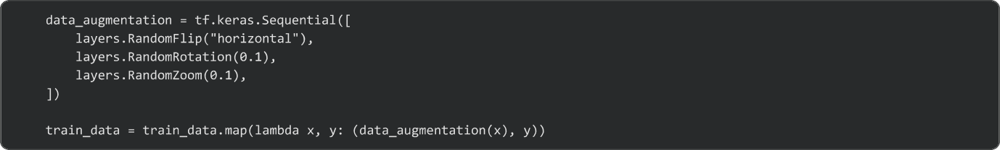 data_augmentation = tf.keras.Sequential([
    layers.RandomFlip("horizontal"),
    layers.RandomRotation(0.1),
    layers.RandomZoom(0.1),
])

train_data = train_data.map(lambda x, y: (data_augmentation(x), y))